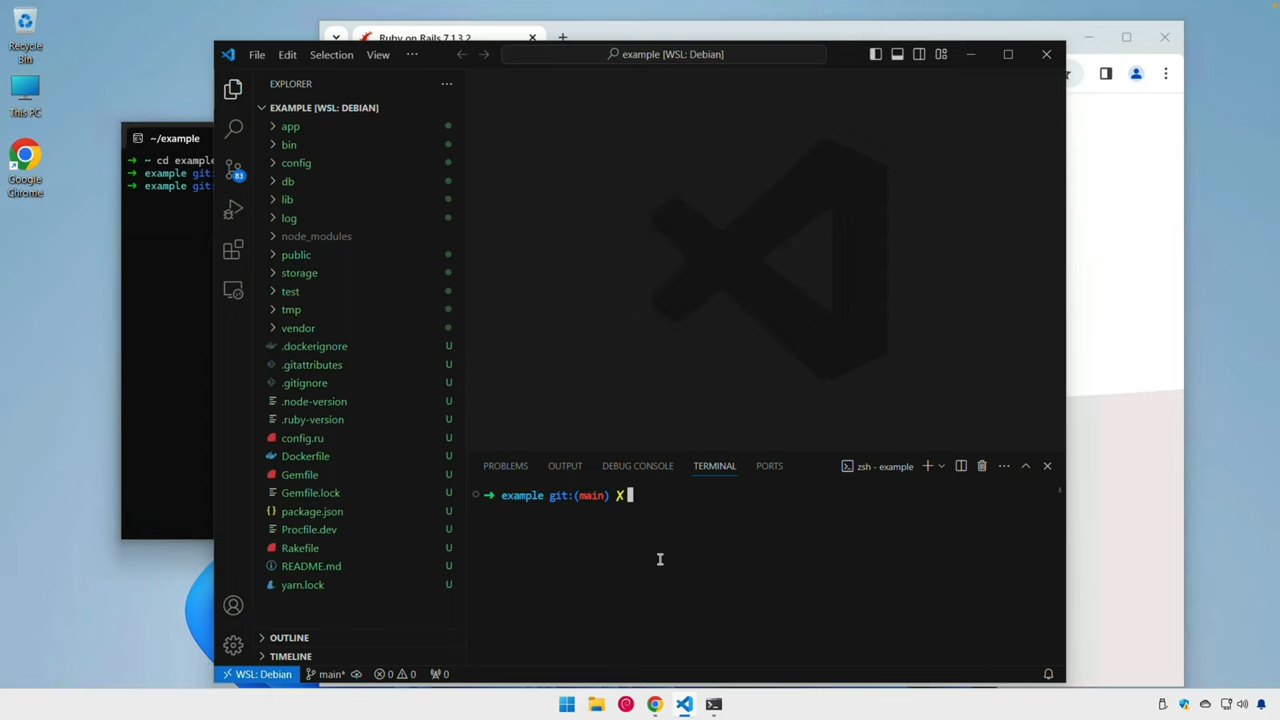 Recycle Bin
This PC
Google Chrome
Ruby on Rails 7.1.3.2
~/example
➜ ~ cd example
➜ example git:
➜ example git:
File Edit Selection View ···
example [WSL: Debian]
EXPLORER ···
EXAMPLE [WSL: DEBIAN]
app
bin
config
db
lib
log
node_modules
public
storage
test
tmp
vendor
.dockerignore U
.gitattributes U
.gitignore U
.node-version U
.ruby-version U
config.ru U
Dockerfile U
Gemfile U
Gemfile.lock U
package.json U
Procfile.dev U
Rakefile U
README.md U
yarn.lock U
83
OUTLINE
TIMELINE
PROBLEMS OUTPUT DEBUG CONSOLE TERMINAL PORTS
zsh - example
➜ example git:(main) ✗
WSL: Debian main* 0 0 0